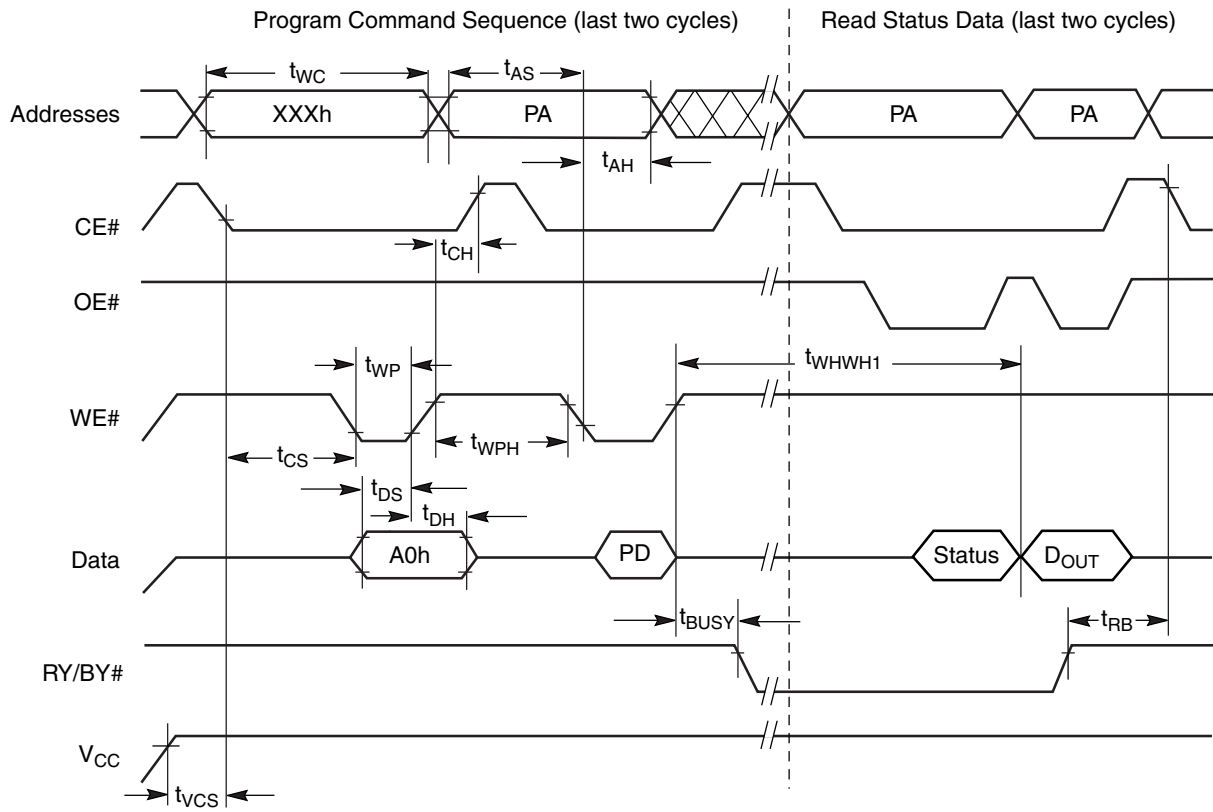 Program Command Sequence (last two cycles)
Read Status Data (last two cycles)
tWC
tAS
Addresses
XXXh
PA
PA
PA
tAH
CE#
tCH
OE#
tWP
tWHWH1
WE#
tCS
tWPH
tDS
tDH
Data
A0h
PD
Status
DOUT
tBUSY
tRB
RY/BY#
VCC
tVCS